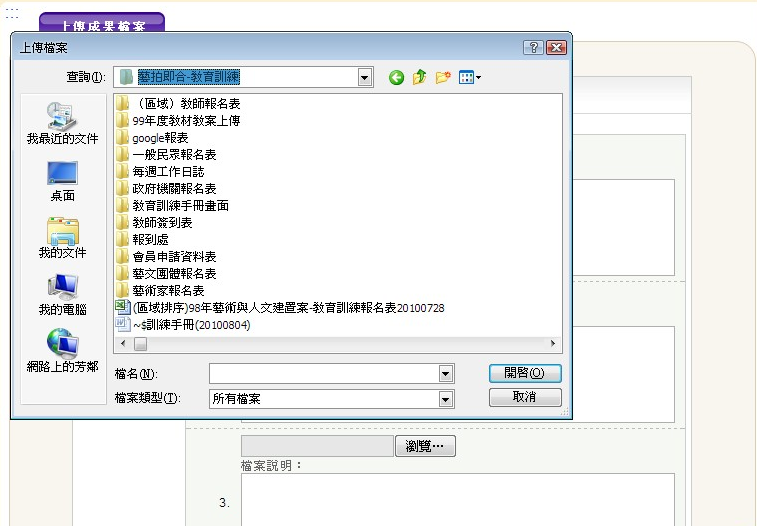 上傳成果檔案
上傳檔案
查詢(I):
藝拍即合-教育訓練
我最近的文件
桌面
我的文件
我的電腦
網路上的芳鄰
（區域）教師報名表
99年度教材教案上傳
google報表
一般民眾報名表
每週工作日誌
政府機關報名表
教育訓練手冊畫面
教師簽到表
報到處
會員申請資料表
藝文團體報名表
藝術家報名表
(區域排序)98年藝術與人文建置案-教育訓練報名表20100728
~$訓練手冊(20100804)
檔名(N):
開啓(O)
檔案類型(T):
所有檔案
取消
瀏覽…
檔案說明：
3.